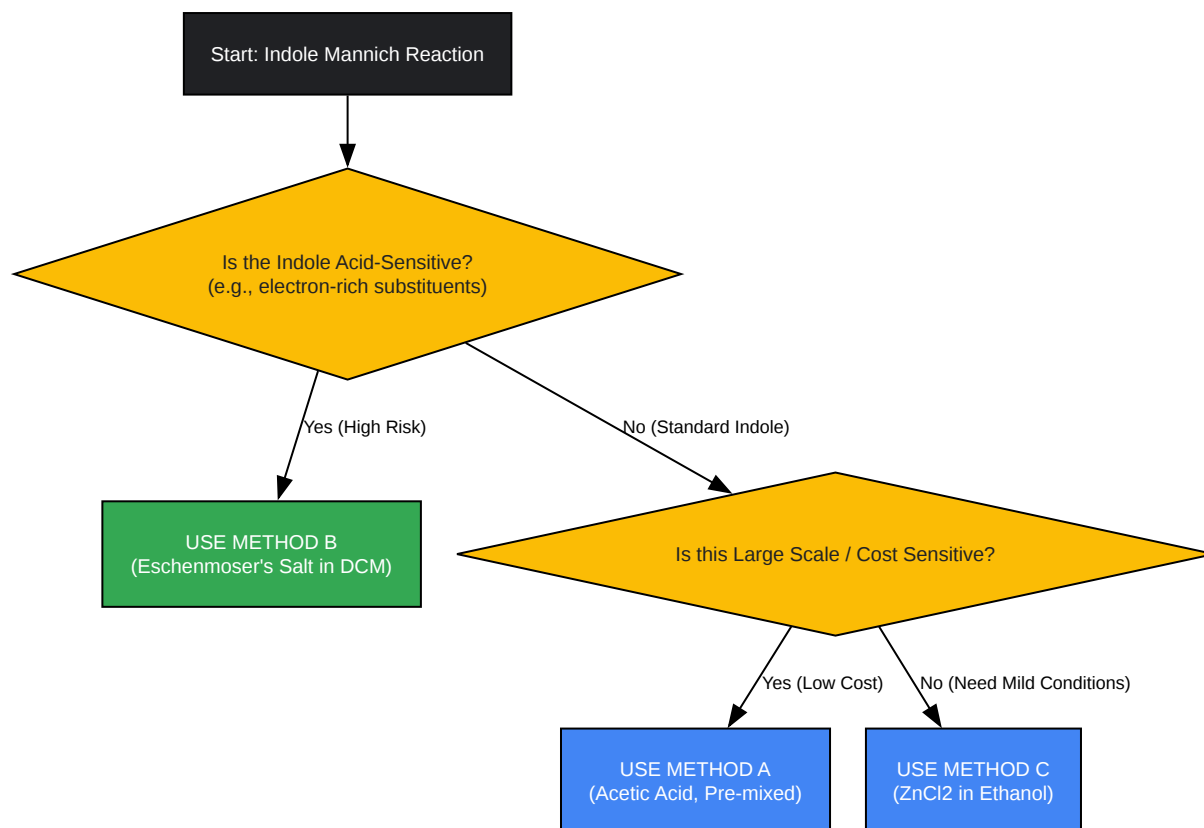 Start: Indole Mannich Reaction
Is the Indole Acid-Sensitive?
(e.g., electron-rich substituents)
Yes (High Risk)
No (Standard Indole)
USE METHOD B
(Eschenmoser's Salt in DCM)
Is this Large Scale / Cost Sensitive?
Yes (Low Cost)
No (Need Mild Conditions)
USE METHOD A
(Acetic Acid, Pre-mixed)
USE METHOD C
(ZnCl2 in Ethanol)